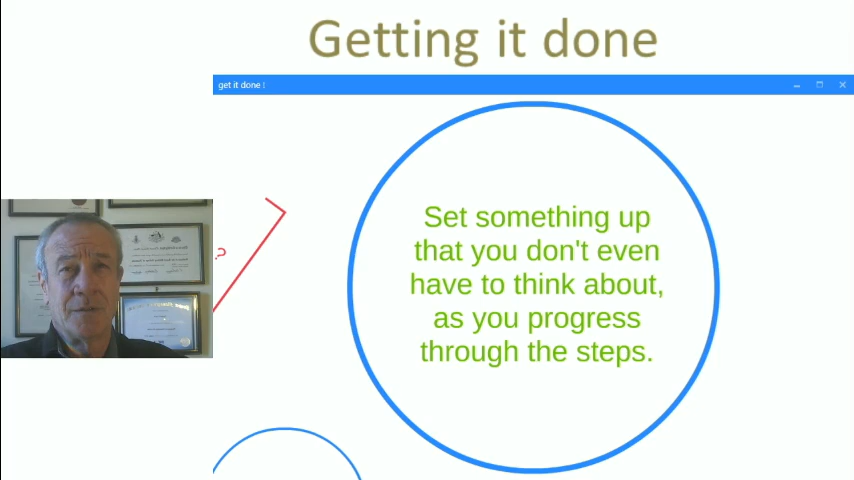 Getting it done
get it done !
?
Set something up
that you don't even
have to think about,
as you progress
through the steps.